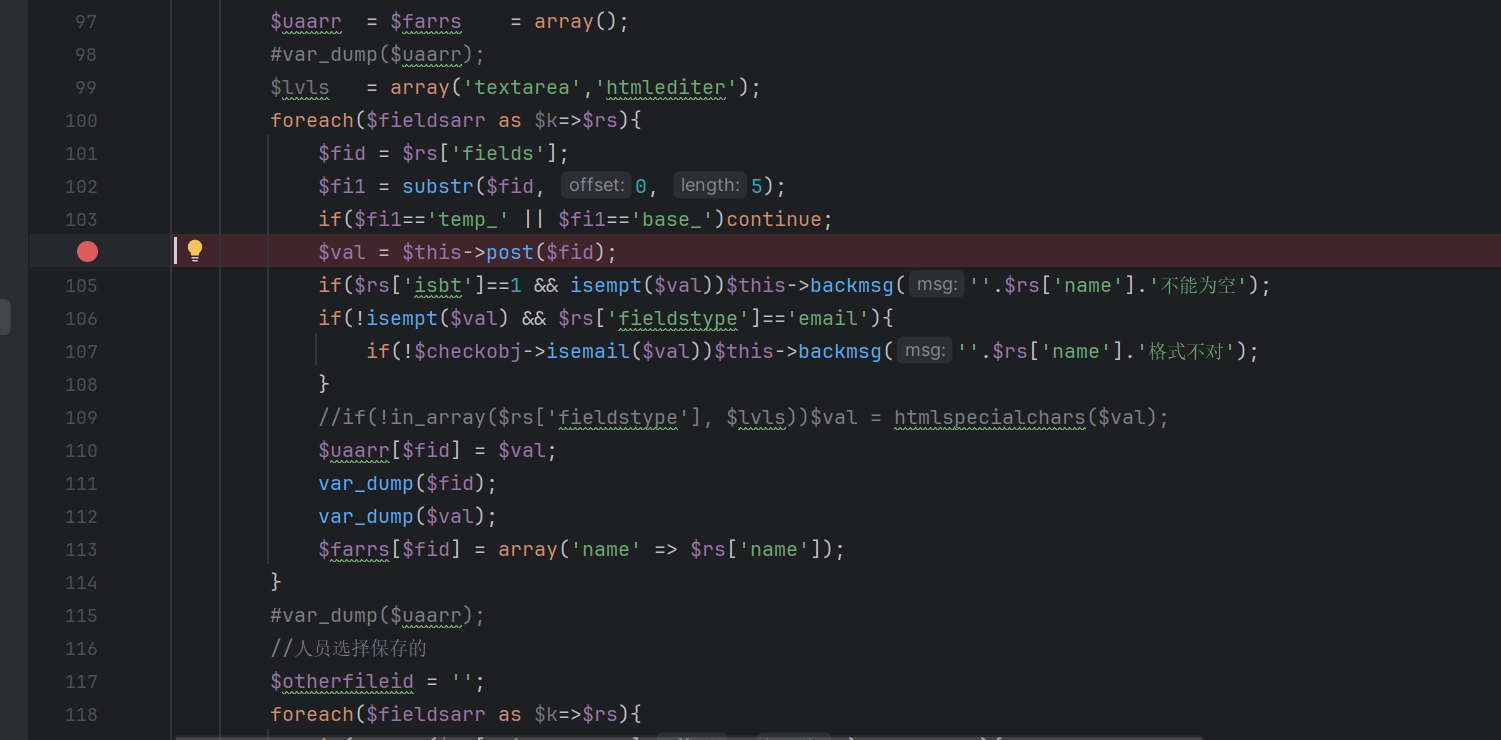 97 $uaarr = $farrs = array();
98 #var_dump($uaarr);
99 $lvls = array('textarea','htmlediter');
100 foreach($fieldsarr as $k=>$rs){
101 $fid = $rs['fields'];
102 $fi1 = substr($fid, offset: 0, length: 5);
103 if($fi1=='temp_' || $fi1=='base_')continue;
$val = $this->post($fid);
105 if($rs['isbt']==1 && isempt($val))$this->backmsg( msg: ''.$rs['name'].'不能为空');
106 if(!isempt($val) && $rs['fieldstype']=='email'){
107 if(!$checkobj->isemail($val))$this->backmsg( msg: ''.$rs['name'].'格式不对');
108 }
109 //if(!in_array($rs['fieldstype'], $lvls))$val = htmlspecialchars($val);
110 $uaarr[$fid] = $val;
111 var_dump($fid);
112 var_dump($val);
113 $farrs[$fid] = array('name' => $rs['name']);
114 }
115 #var_dump($uaarr);
116 //人员选择保存的
117 $otherfileid = '';
118 foreach($fieldsarr as $k=>$rs){